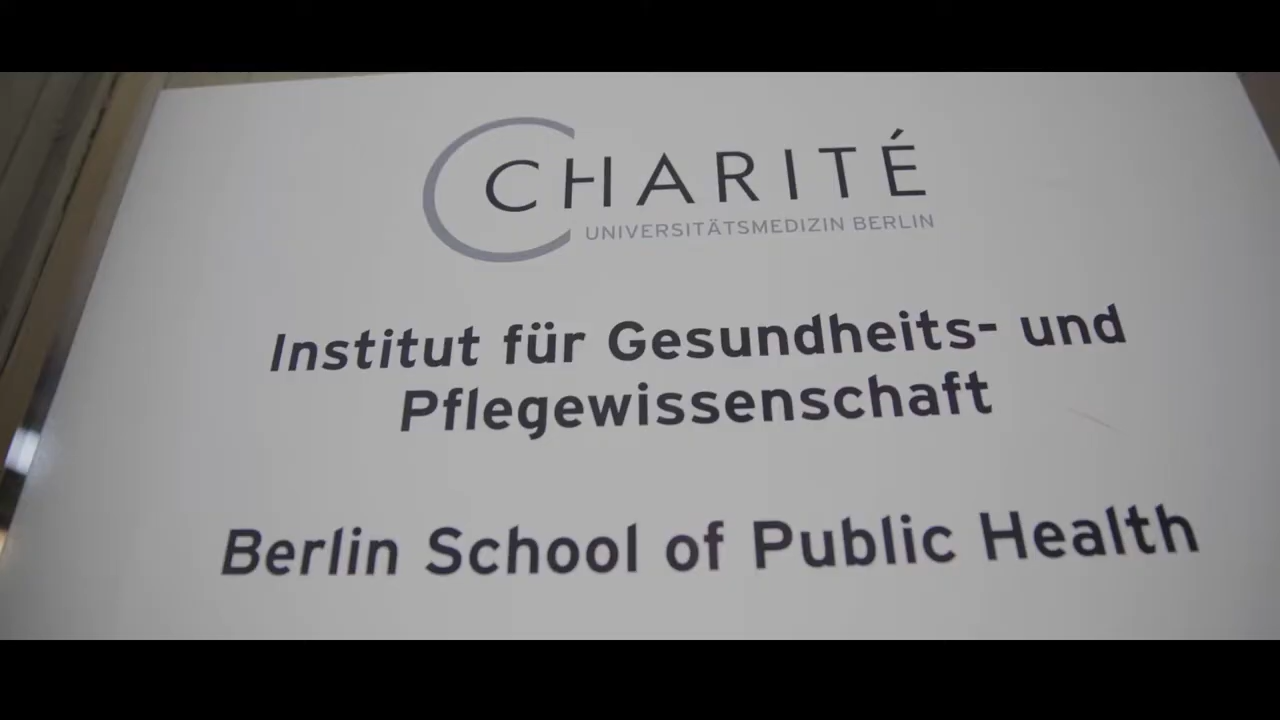 CHARITÉ
UNIVERSITÄTSMEDIZIN BERLIN
Institut für Gesundheits- und
Pflegewissenschaft
Berlin School of Public Health